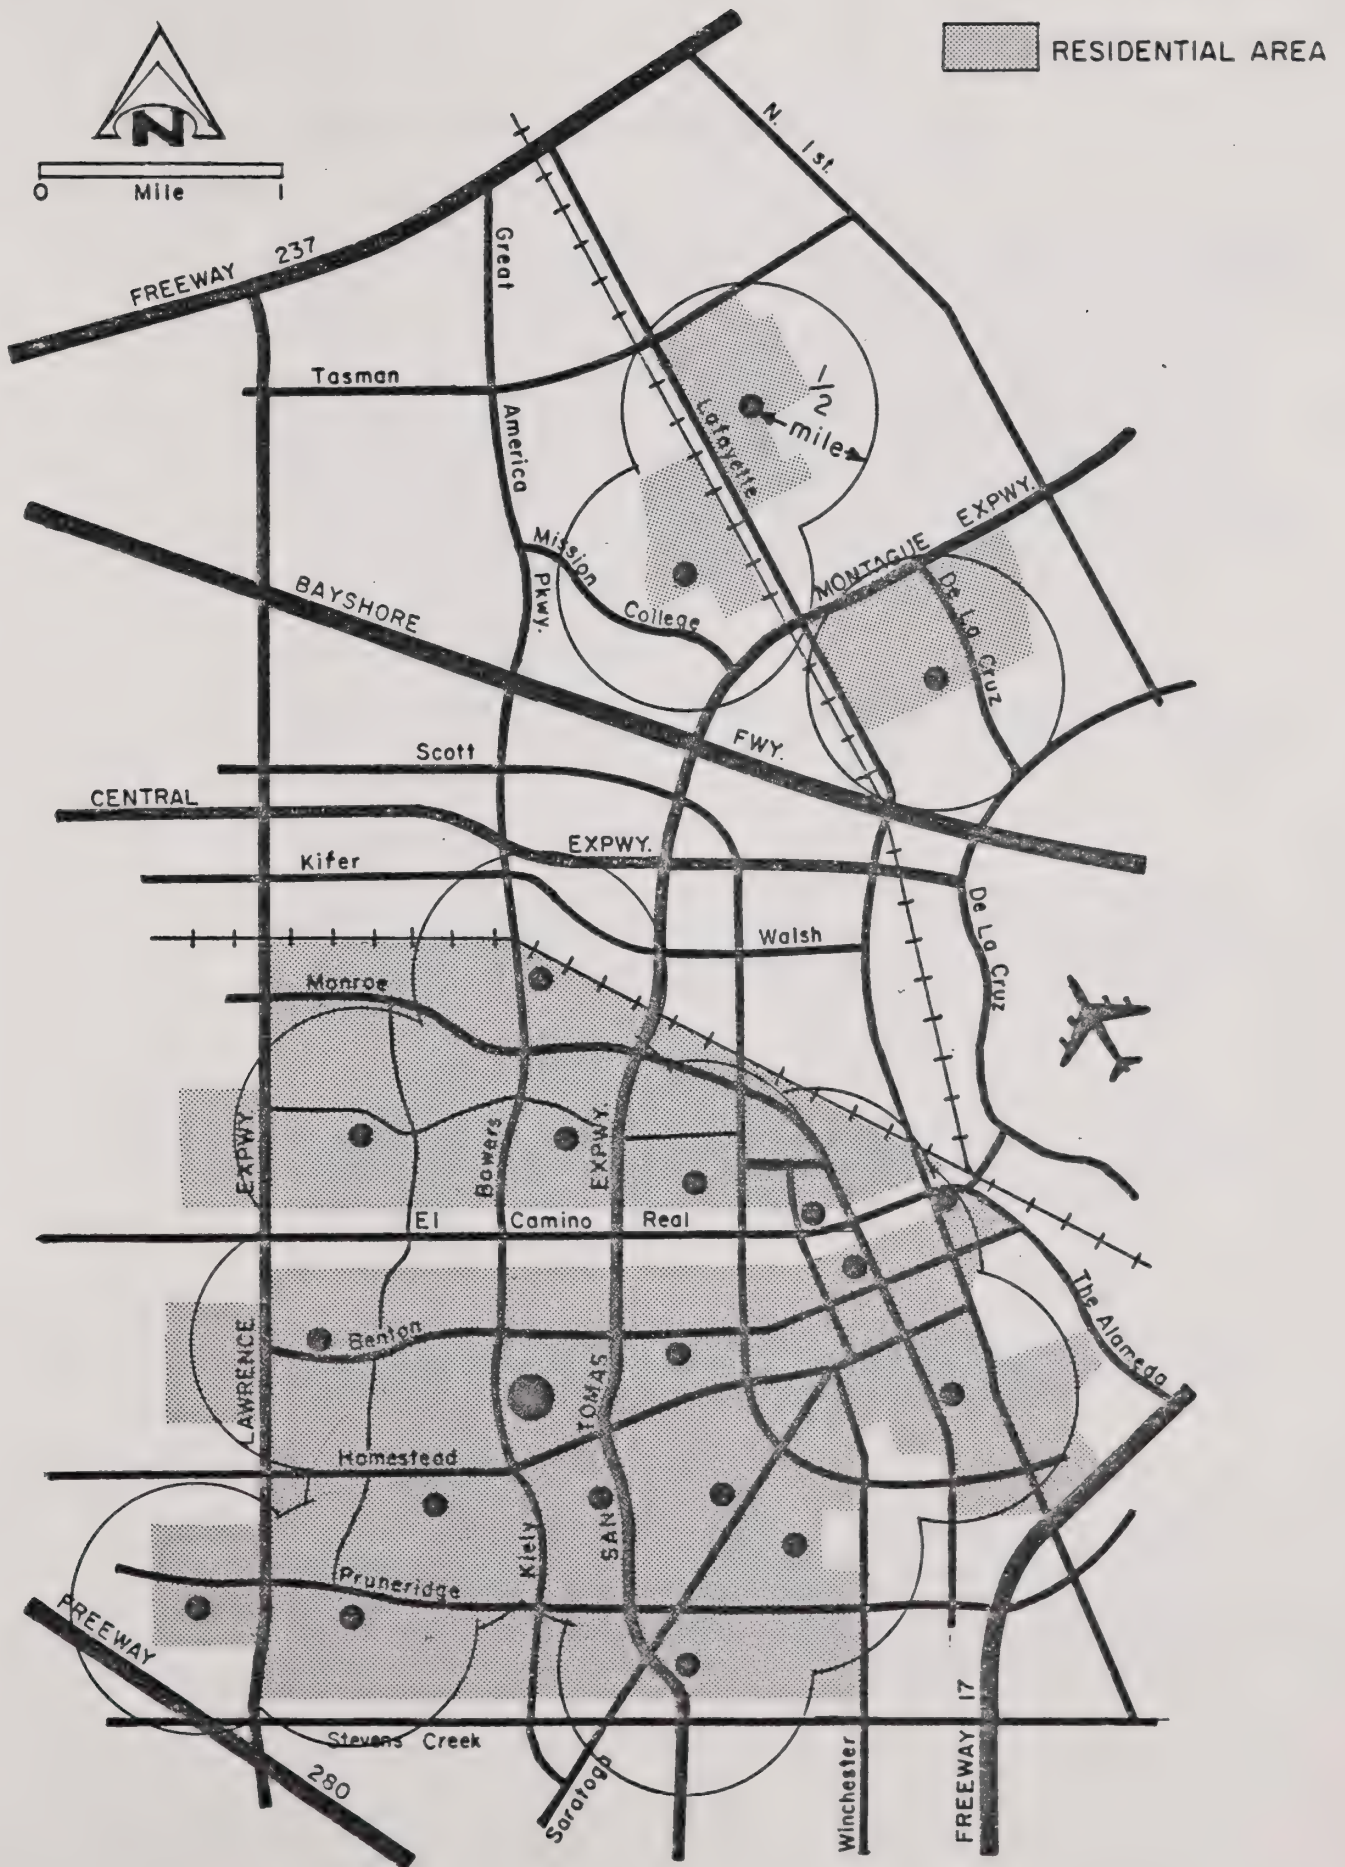 RESIDENTIAL AREA
N
0 Mile 1
N. 1st.
FREEWAY 237
Great
America
Pkwy.
Tasman
Lafayette
1/2
mile
Mission
College
MONTAGUE EXPWY.
De La Cruz
BAYSHORE
FWY.
Scott
CENTRAL
EXPWY.
Kifer
Walsh
De La Cruz
Monroe
EXPWY
Bowers
EXPWY.
El Camino Real
The Alameda
LAWRENCE
Benton
TOMAS
Homestead
Kiely
SAN
Pruneridge
FREEWAY
280
Stevens Creek
Saratoga
Winchester
FREEWAY 17